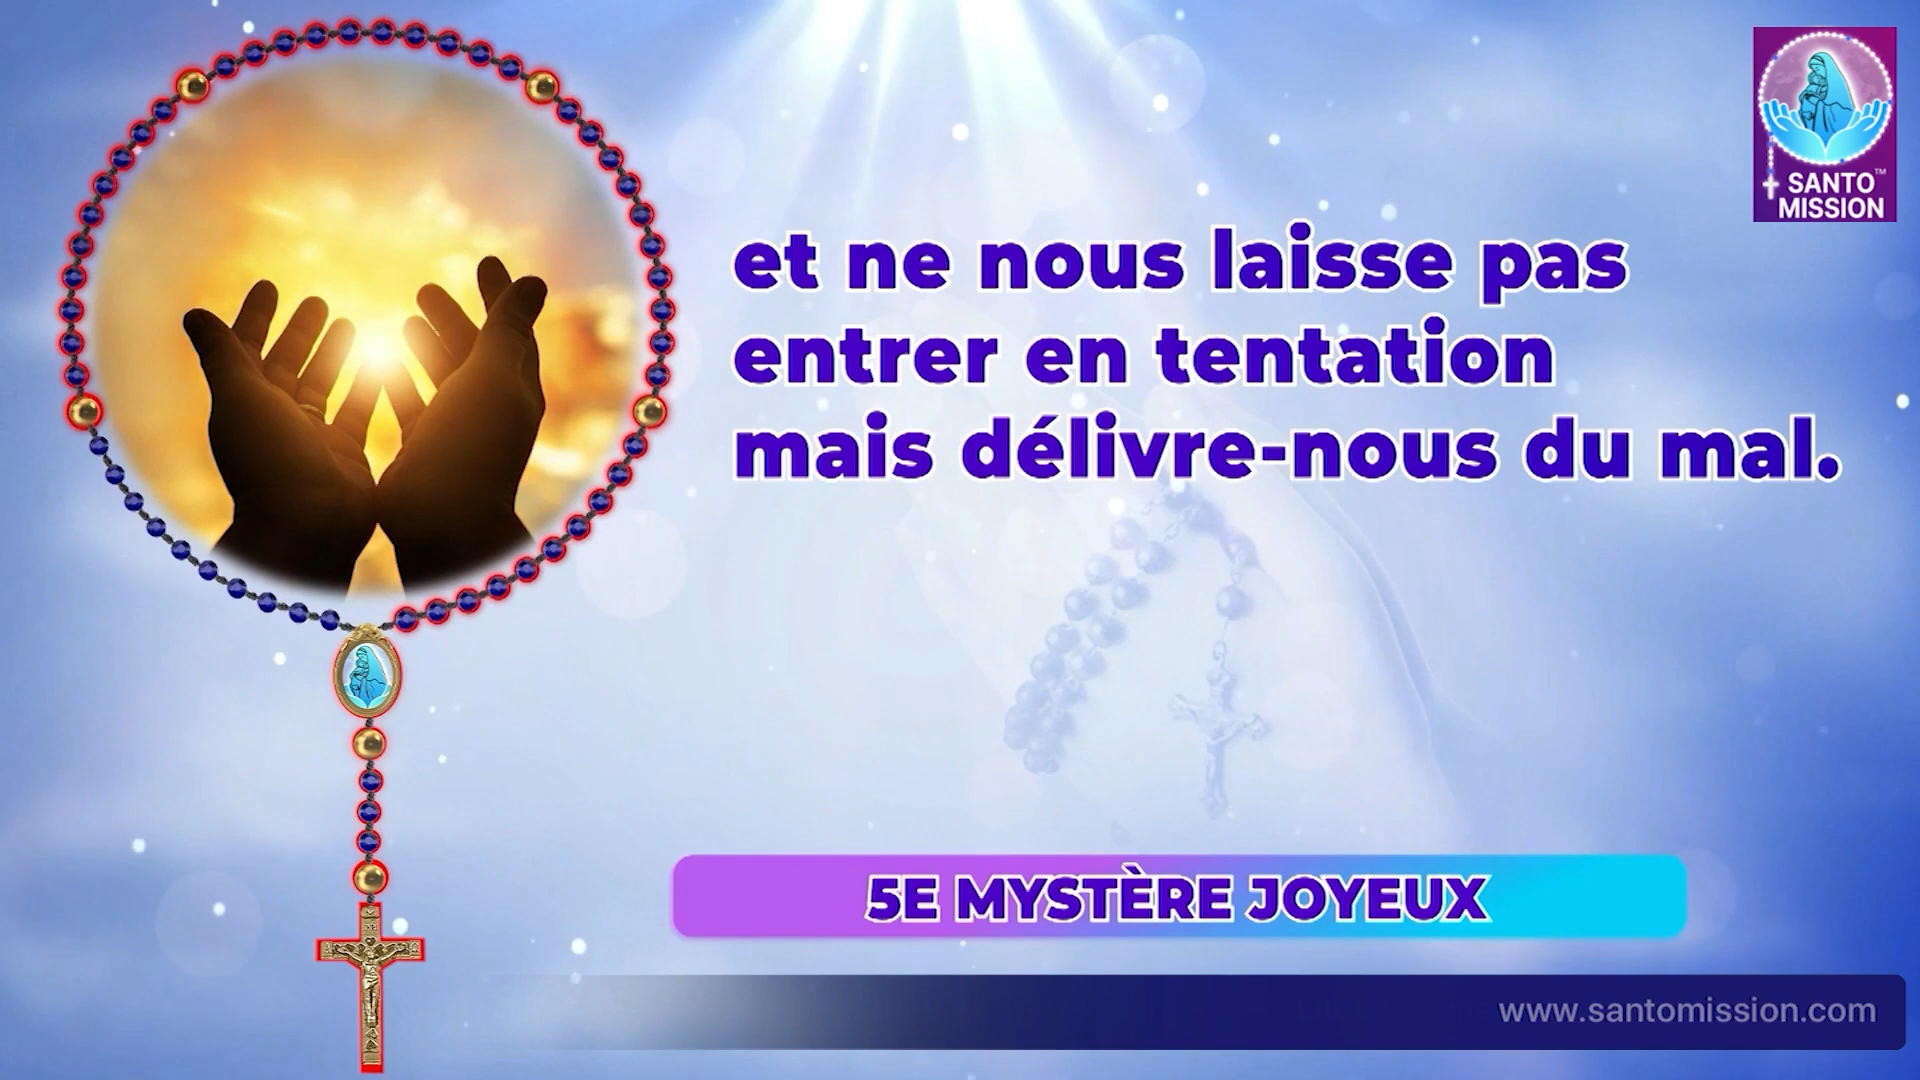 SANTO™
MISSION
et ne nous laisse pas
entrer en tentation
mais délivre-nous du mal.
5E MYSTÈRE JOYEUX
www.santomission.com